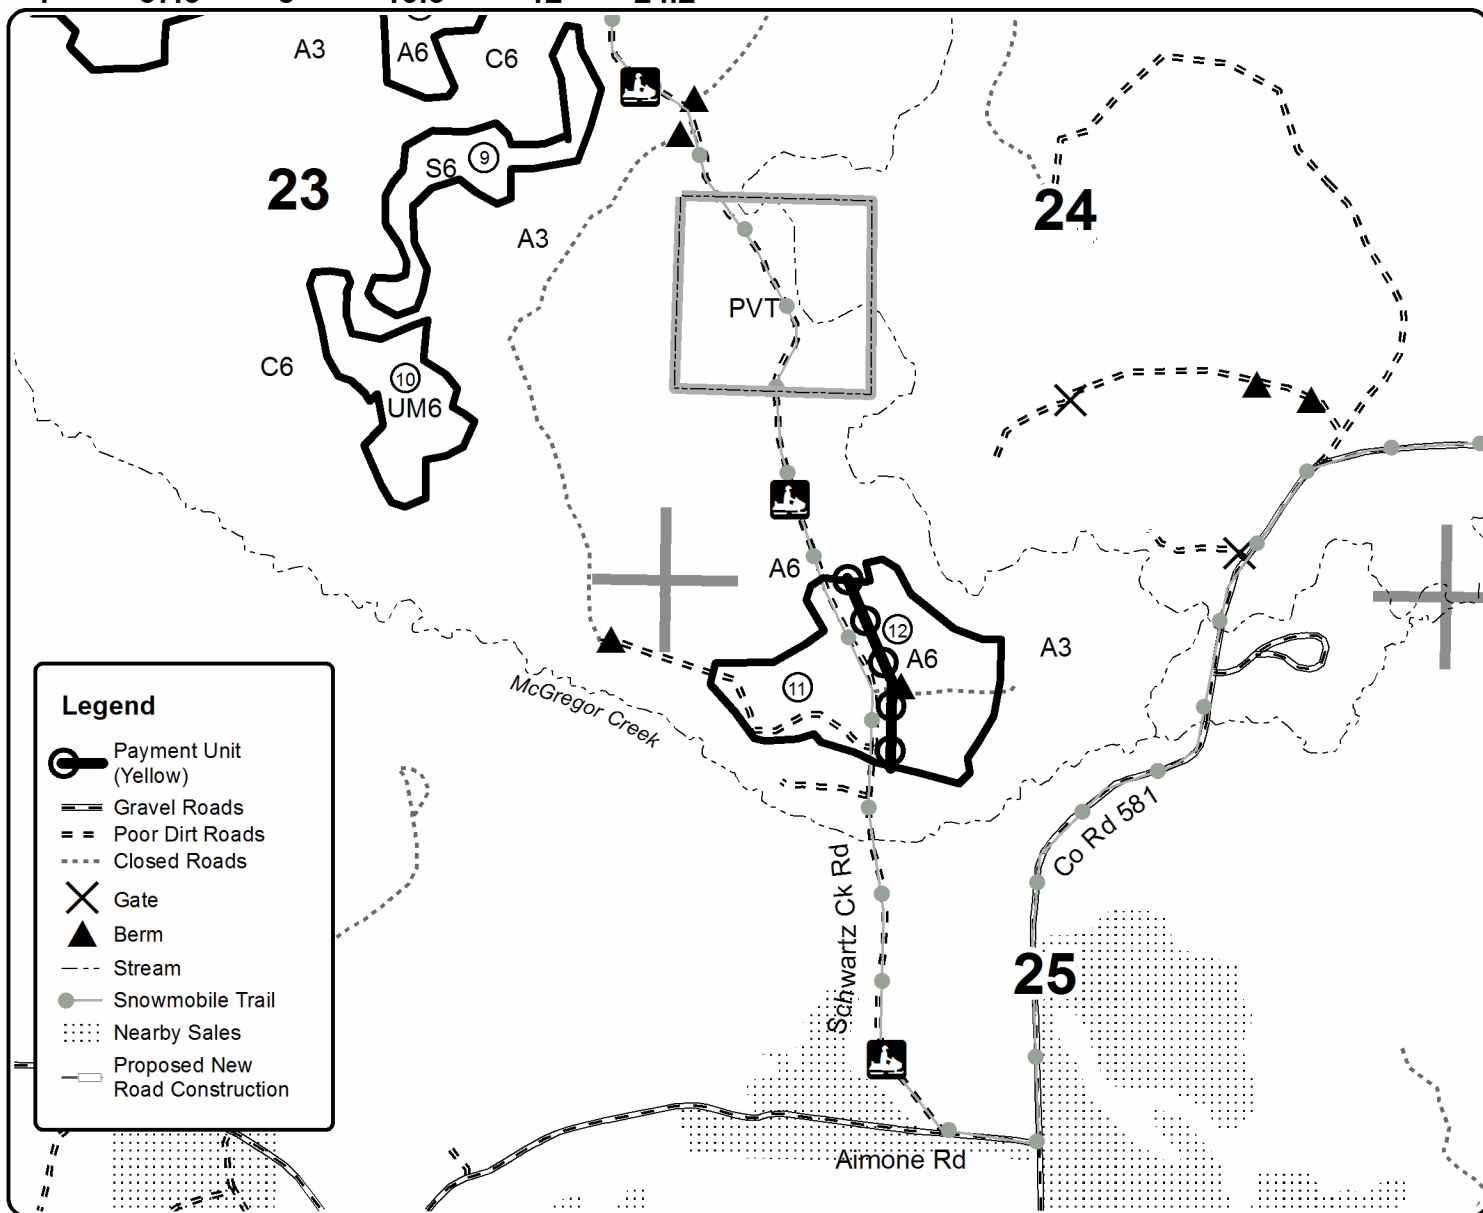 A3
A6
C6
S6
9
23
24
A3
PVT
C6
10
UM6
A6
12
A6
A3
11
McGregor Creek
Legend
Payment Unit
(Yellow)
Gravel Roads
Poor Dirt Roads
Closed Roads
Gate
Berm
Stream
Snowmobile Trail
Nearby Sales
Proposed New
Road Construction
Co Rd 581
Schwartz Ck Rd
25
Aimone Rd